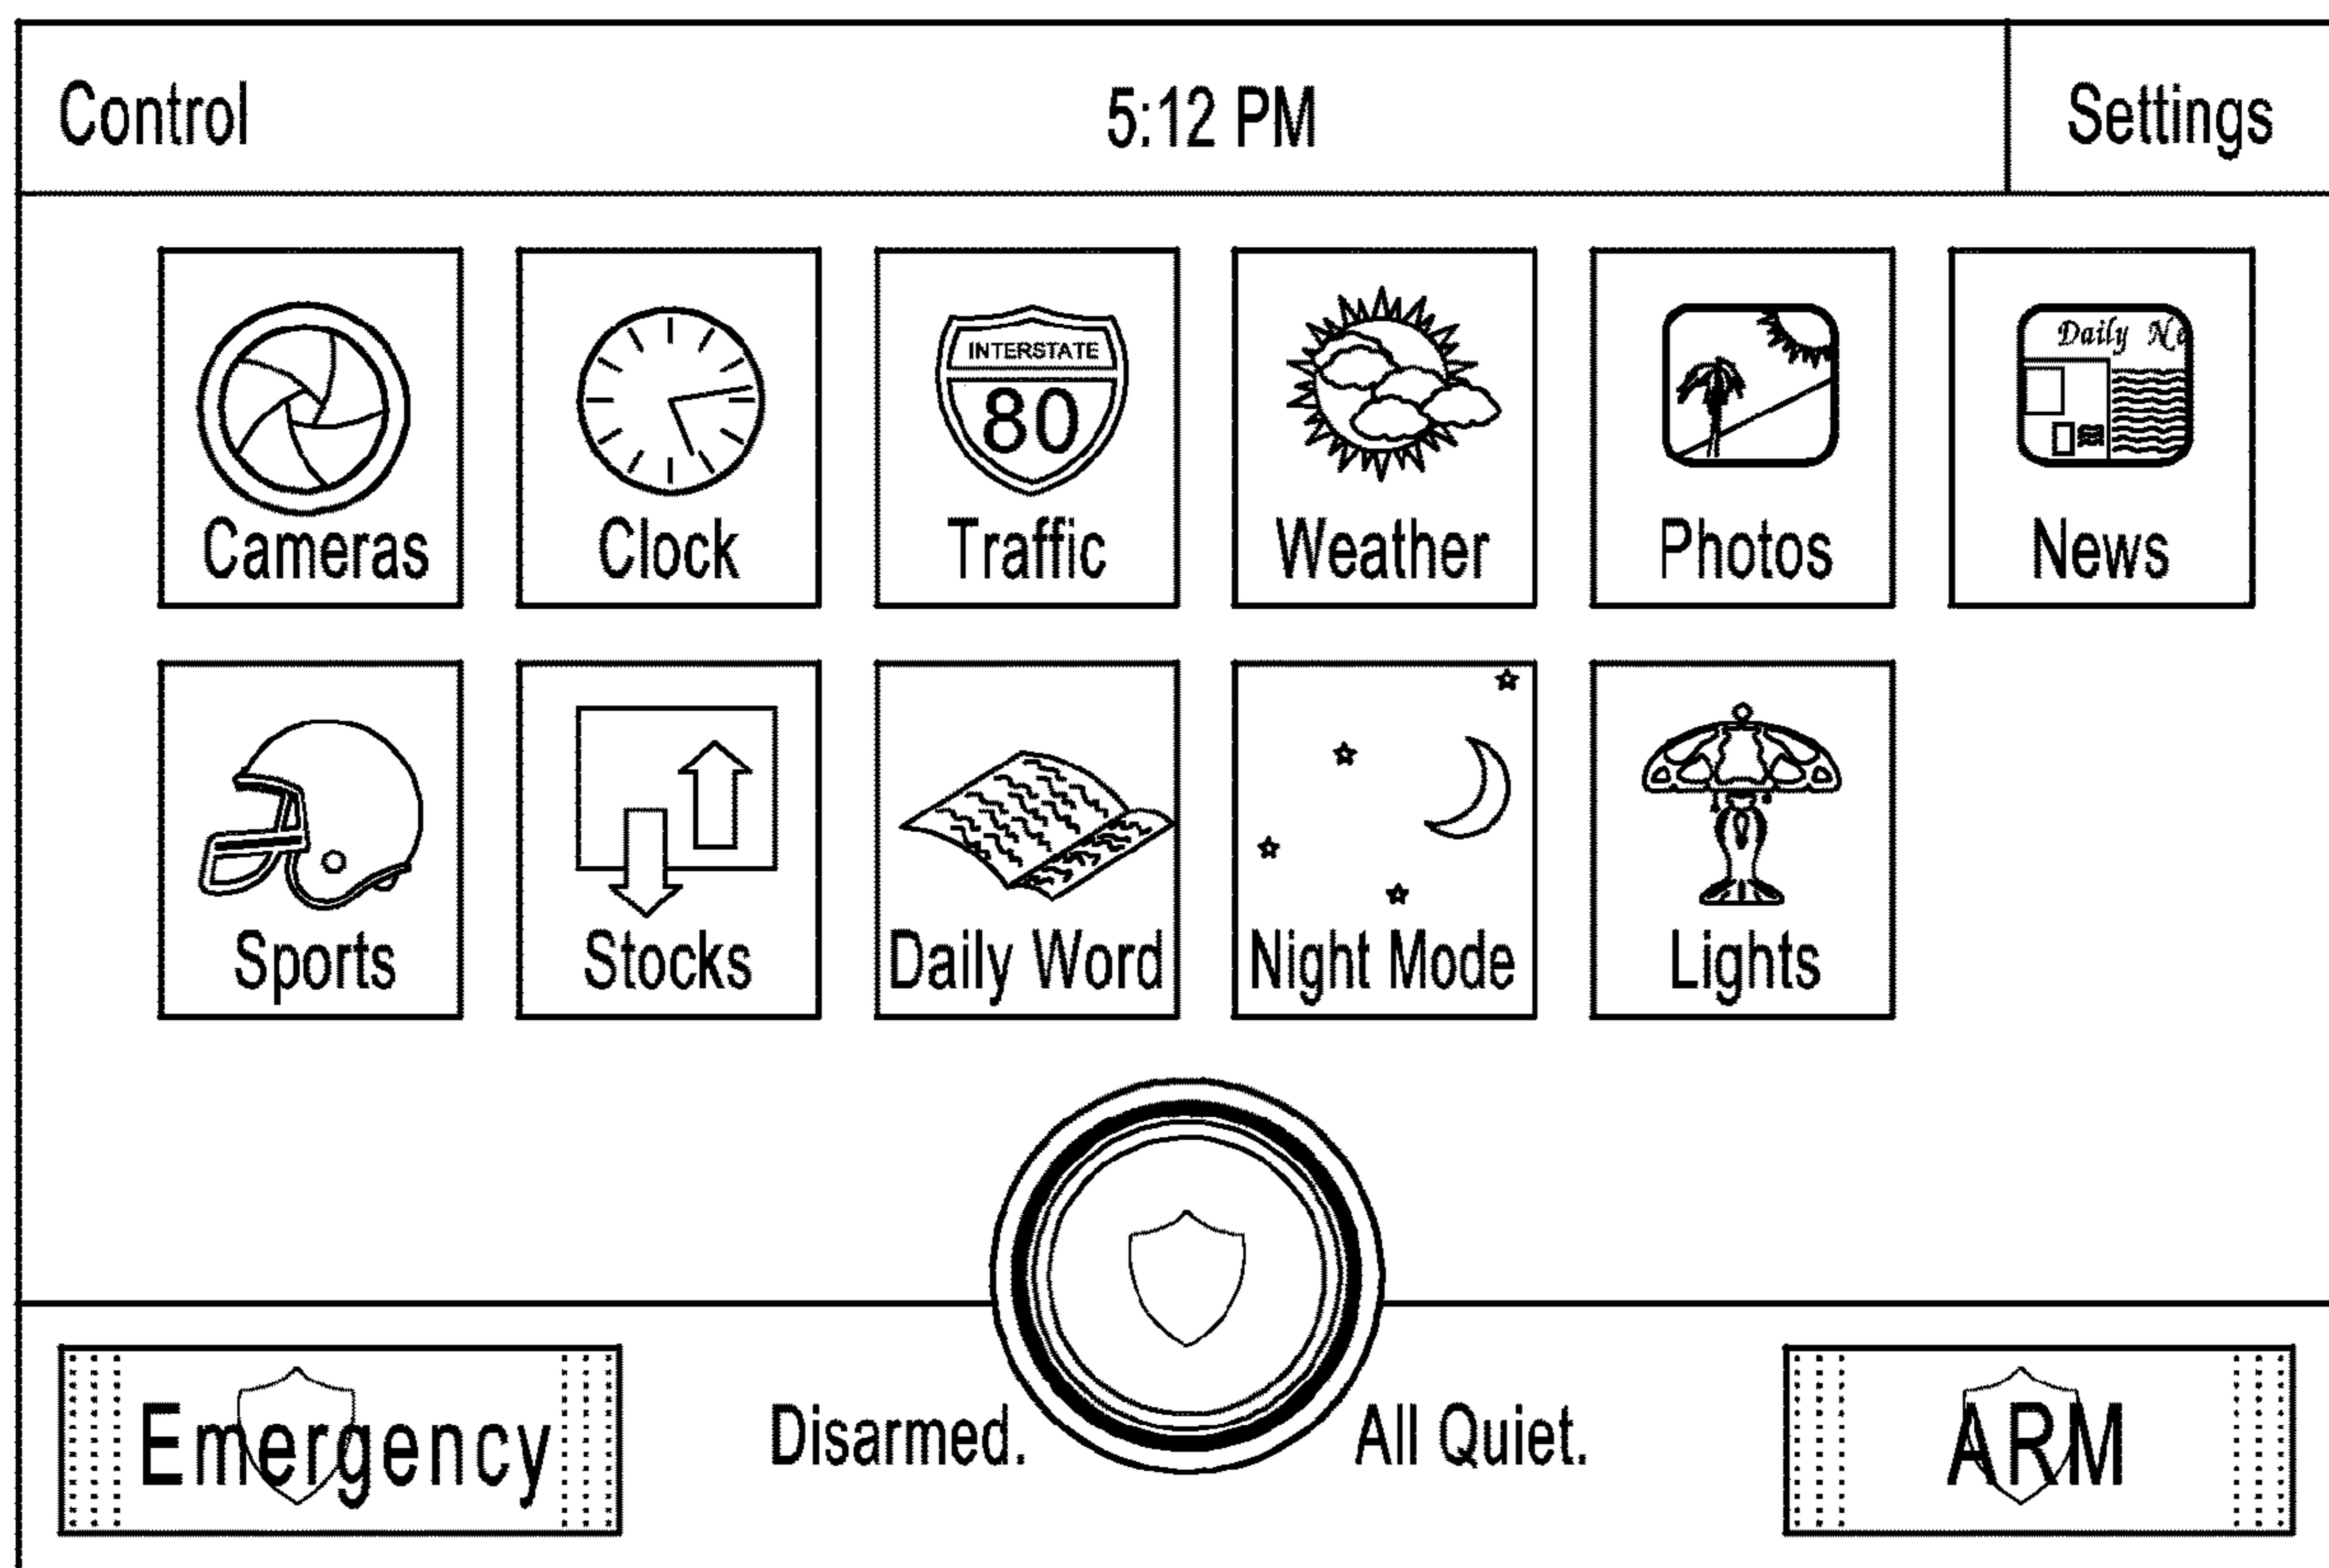 Control 5:12 PM Settings
INTERSTATE
80
Daily Ne
Cameras Clock Traffic Weather Photos News
Sports Stocks Daily Word Night Mode Lights
Emergency Disarmed. All Quiet. ARM